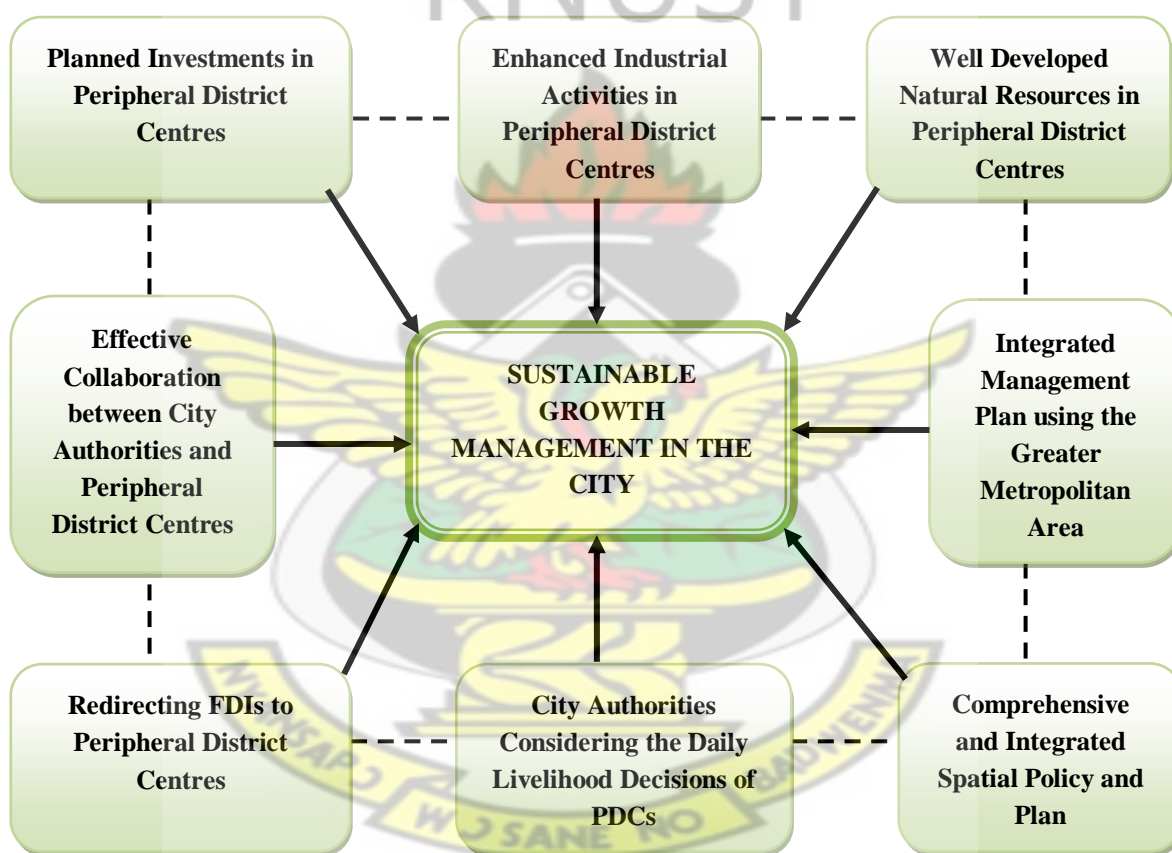 KNUST
Planned Investments in
Peripheral District
Centres
Enhanced Industrial
Activities in
Peripheral District
Centres
Well Developed
Natural Resources in
Peripheral District
Centres
Effective
Collaboration
between City
Authorities and
Peripheral
District Centres
SUSTAINABLE
GROWTH
MANAGEMENT IN THE
CITY
Integrated
Management
Plan using the
Greater
Metropolitan
Area
Redirecting FDIs to
Peripheral District
Centres
City Authorities
Considering the Daily
Livelihood Decisions of
PDCs
Comprehensive
and Integrated
Spatial Policy and
Plan
WƆ SANE NO